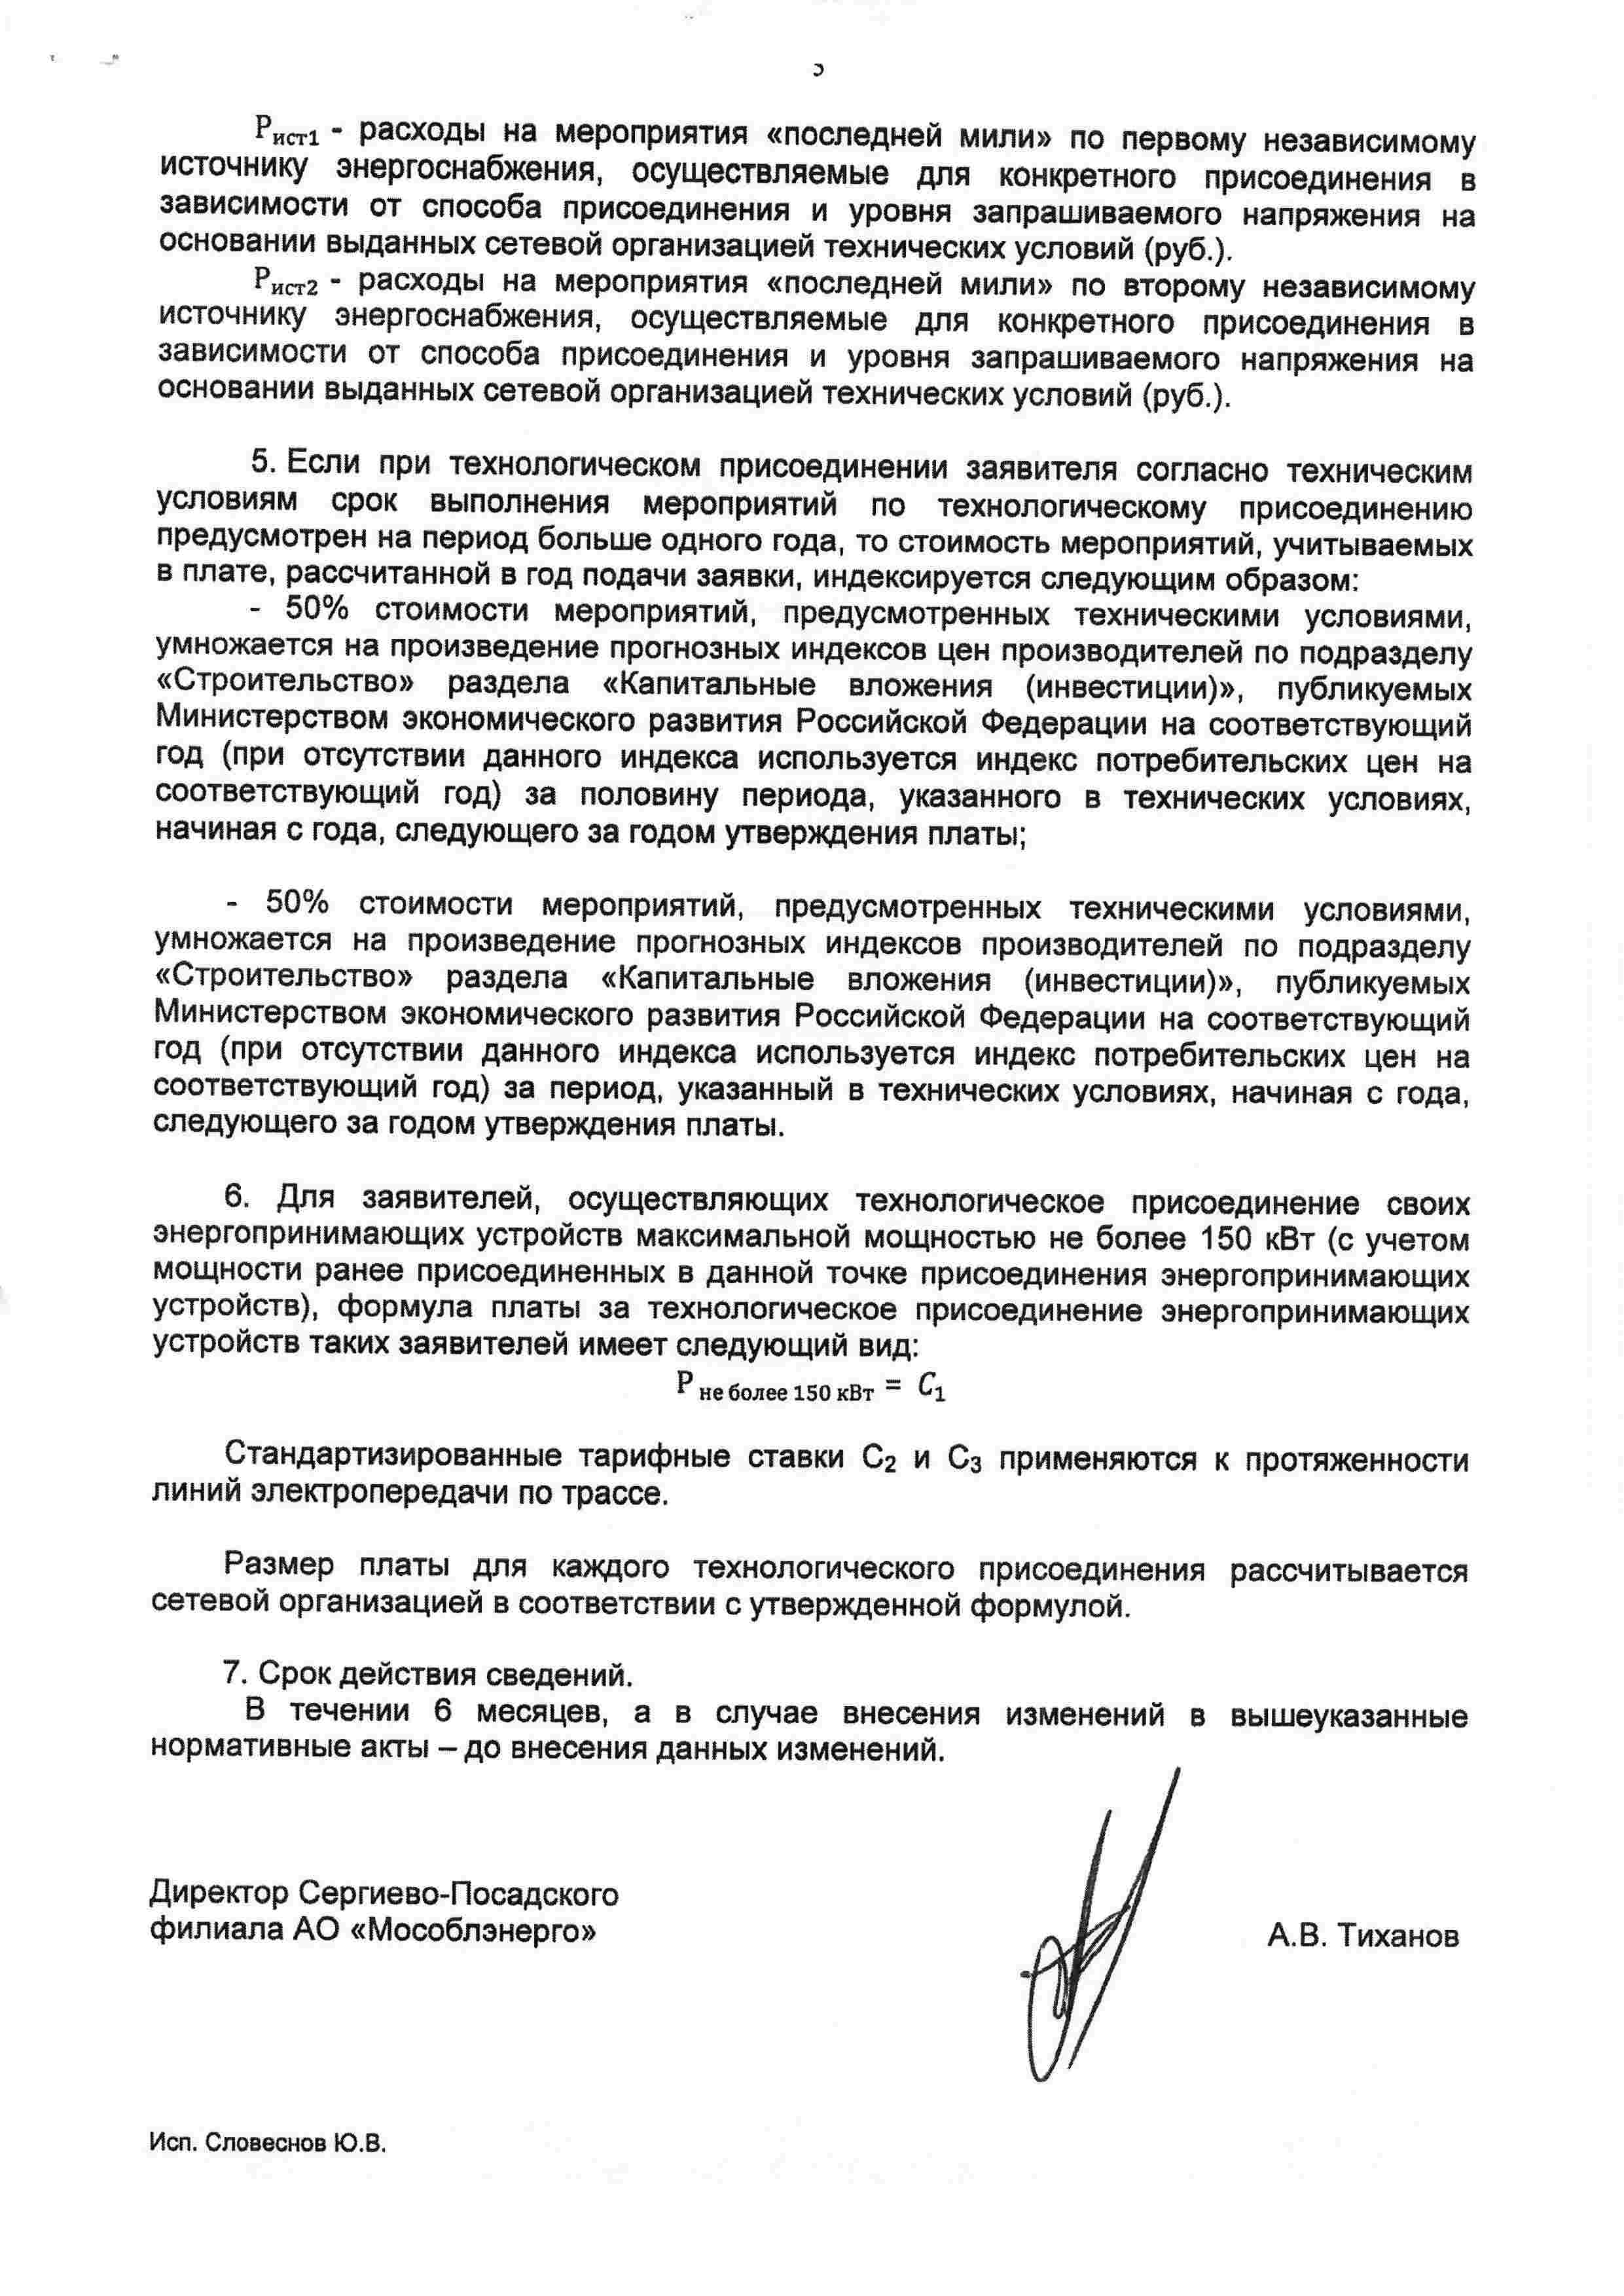 Рист1 - расходы на мероприятия «последней мили» по первому независимому
источнику энергоснабжения, осуществляемые для конкретного присоединения в
зависимости от способа присоединения и уровня запрашиваемого напряжения на
основании выданных сетевой организацией технических условий (руб.).
Рист2 - расходы на мероприятия «последней мили» по второму независимому
источнику энергоснабжения, осуществляемые для конкретного присоединения в
зависимости от способа присоединения и уровня запрашиваемого напряжения на
основании выданных сетевой организацией технических условий (руб.).
5. Если при технологическом присоединении заявителя согласно техническим
условиям срок выполнения мероприятий по технологическому присоединению
предусмотрен на период больше одного года, то стоимость мероприятий, учитываемых
в плате, рассчитанной в год подачи заявки, индексируется следующим образом:
- 50% стоимости мероприятий, предусмотренных техническими условиями,
умножается на произведение прогнозных индексов цен производителей по подразделу
«Строительство» раздела «Капитальные вложения (инвестиции)», публикуемых
Министерством экономического развития Российской Федерации на соответствующий
год (при отсутствии данного индекса используется индекс потребительских цен на
соответствующий год) за половину периода, указанного в технических условиях,
начиная с года, следующего за годом утверждения платы;
- 50% стоимости мероприятий, предусмотренных техническими условиями,
умножается на произведение прогнозных индексов производителей по подразделу
«Строительство» раздела «Капитальные вложения (инвестиции)», публикуемых
Министерством экономического развития Российской Федерации на соответствующий
год (при отсутствии данного индекса используется индекс потребительских цен на
соответствующий год) за период, указанный в технических условиях, начиная с года,
следующего за годом утверждения платы.
6. Для заявителей, осуществляющих технологическое присоединение своих
энергопринимающих устройств максимальной мощностью не более 150 кВт (с учетом
мощности ранее присоединенных в данной точке присоединения энергопринимающих
устройств), формула платы за технологическое присоединение энергопринимающих
устройств таких заявителей имеет следующий вид:
Р не более 150 кВт = С1
Стандартизированные тарифные ставки С2 и С3 применяются к протяженности
линий электропередачи по трассе.
Размер платы для каждого технологического присоединения рассчитывается
сетевой организацией в соответствии с утвержденной формулой.
7. Срок действия сведений.
В течении 6 месяцев, а в случае внесения изменений в вышеуказанные
нормативные акты – до внесения данных изменений.
Директор Сергиево-Посадского
филиала АО «Мособлэнерго»
А.В. Тиханов
Исп. Словеснов Ю.В.